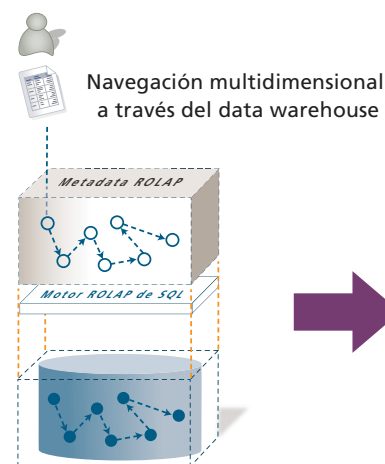 Navegación multidimensional
a través del data warehouse
Metadata ROLAP
Motor ROLAP de SQL